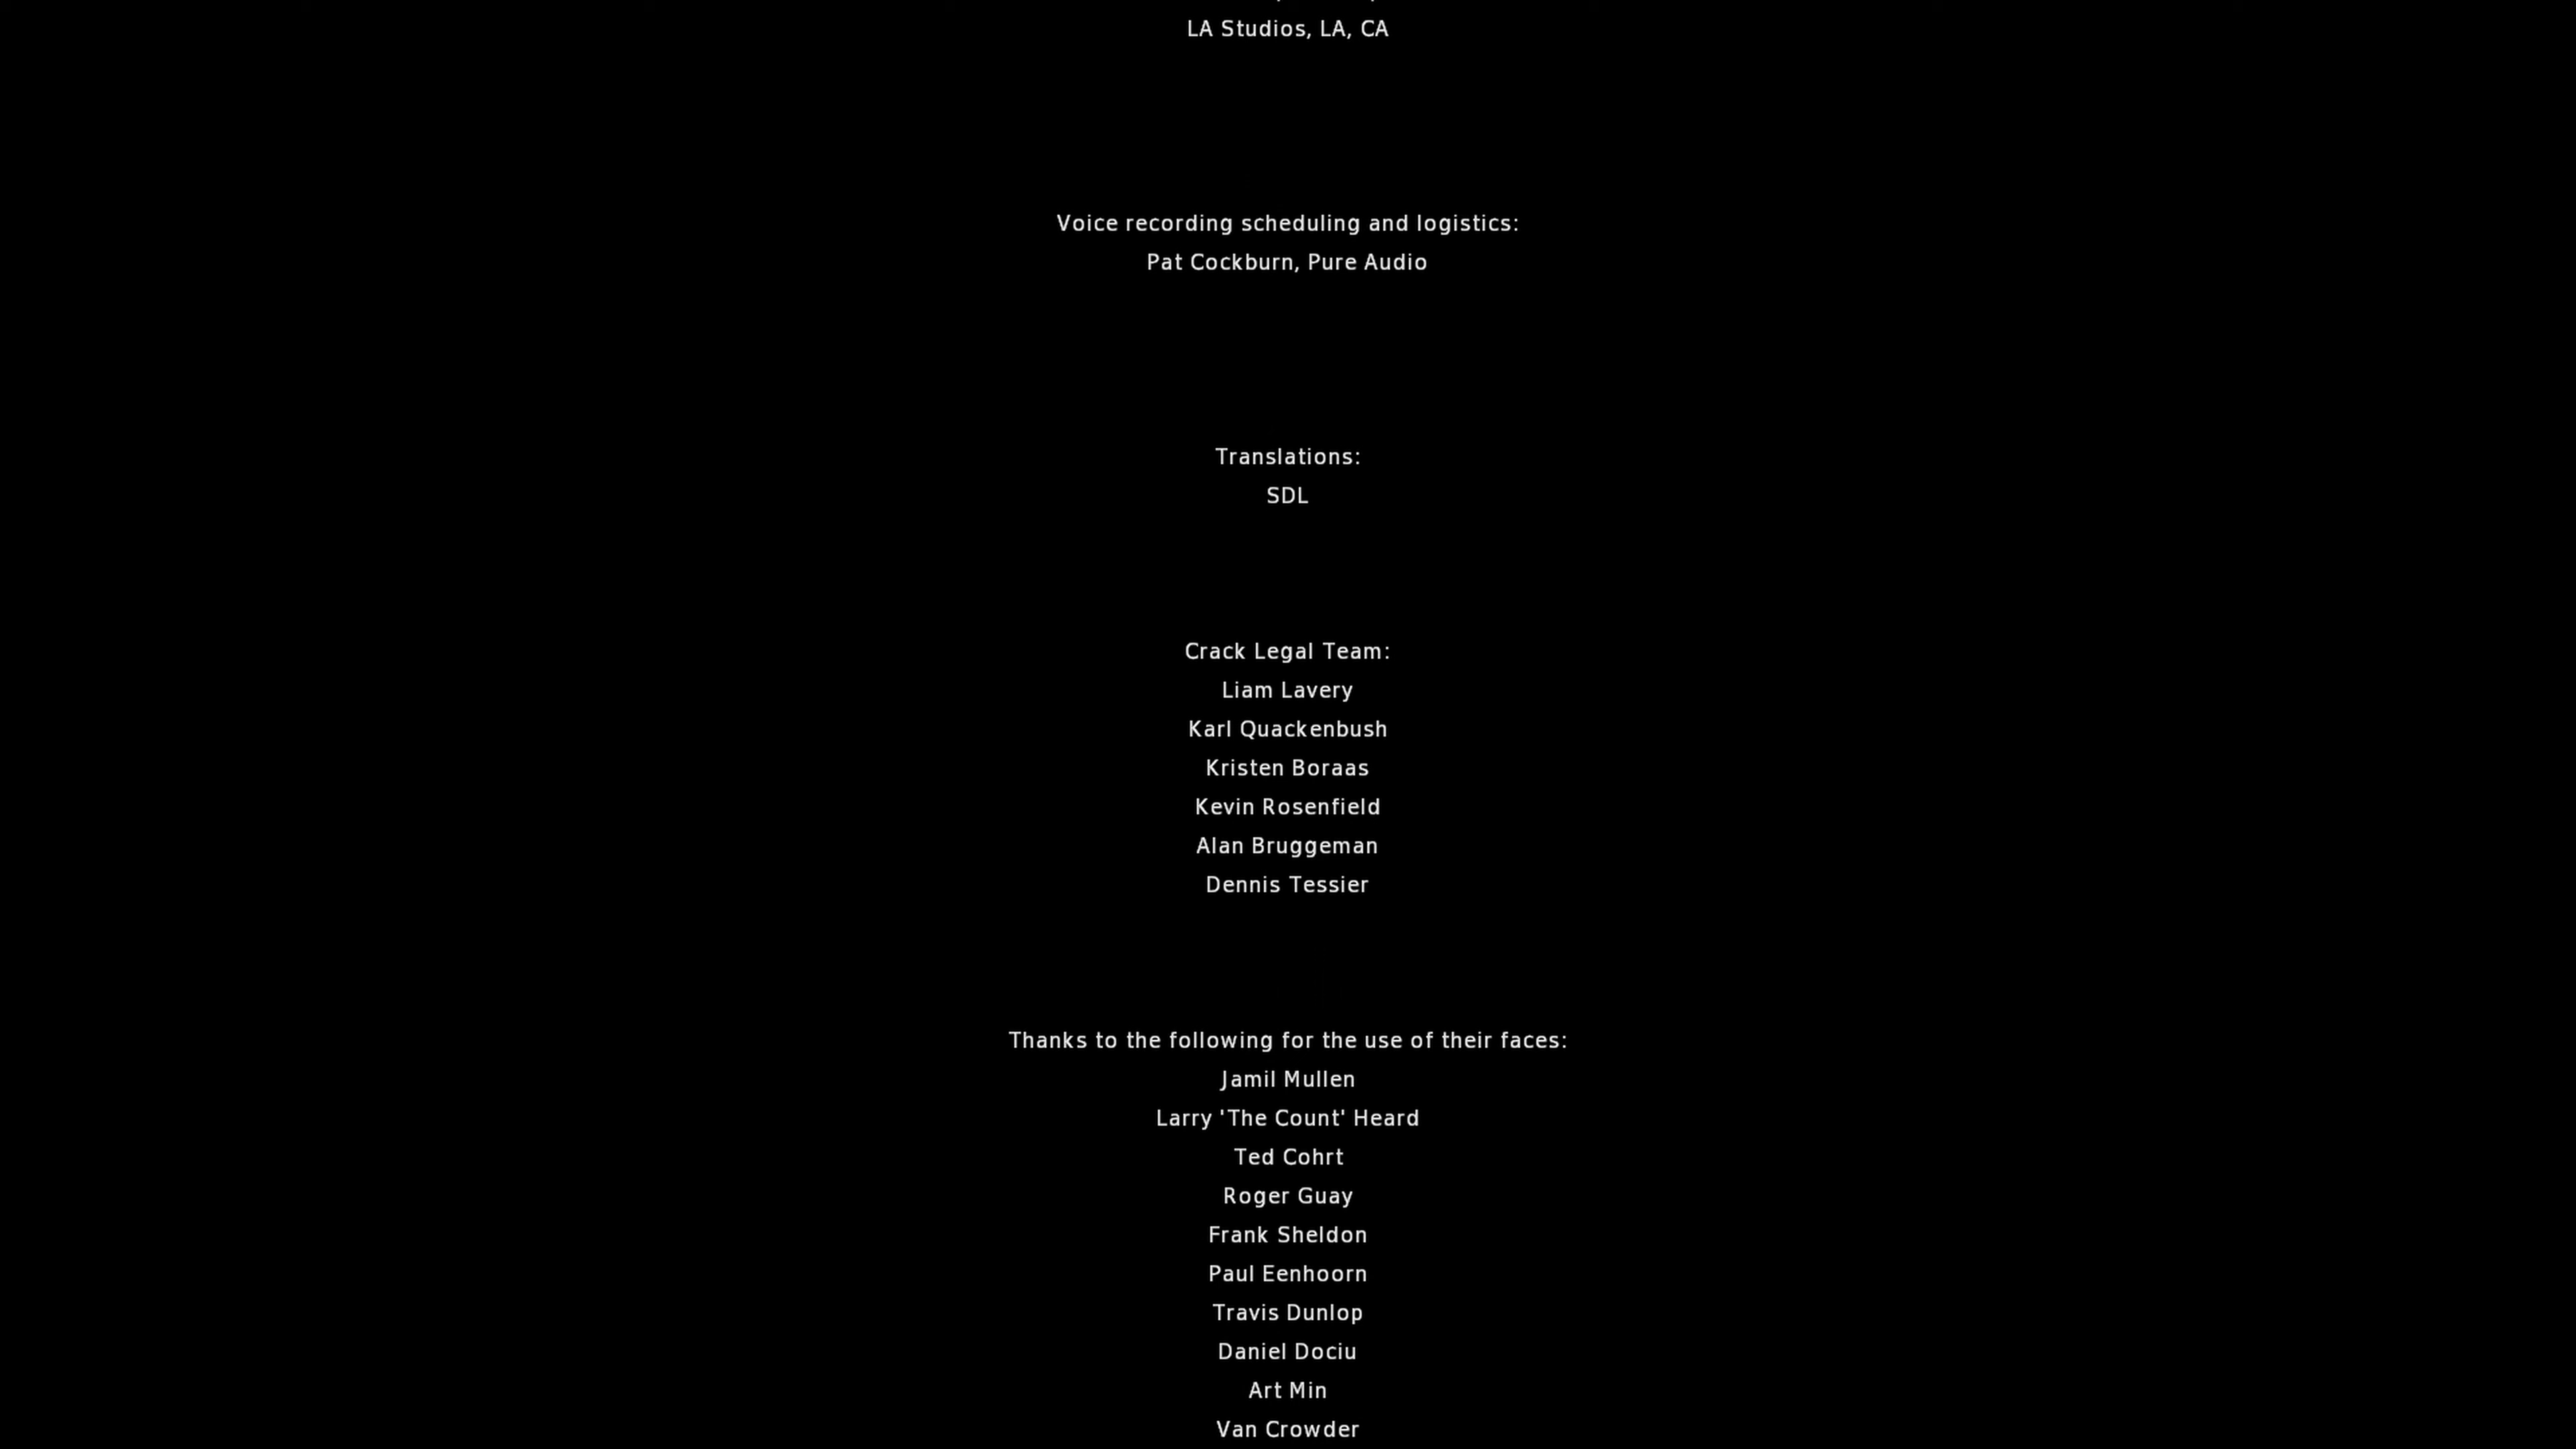 LA Studios, LA, CA
Voice recording scheduling and logistics:
Pat Cockburn, Pure Audio
Translations:
SDL
Crack Legal Team:
Liam Lavery
Karl Quackenbush
Kristen Boraas
Kevin Rosenfield
Alan Bruggeman
Dennis Tessier
Thanks to the following for the use of their faces:
Jamil Mullen
Larry 'The Count' Heard
Ted Cohrt
Roger Guay
Frank Sheldon
Paul Eenhoorn
Travis Dunlop
Daniel Dociu
Art Min
Van Crowder